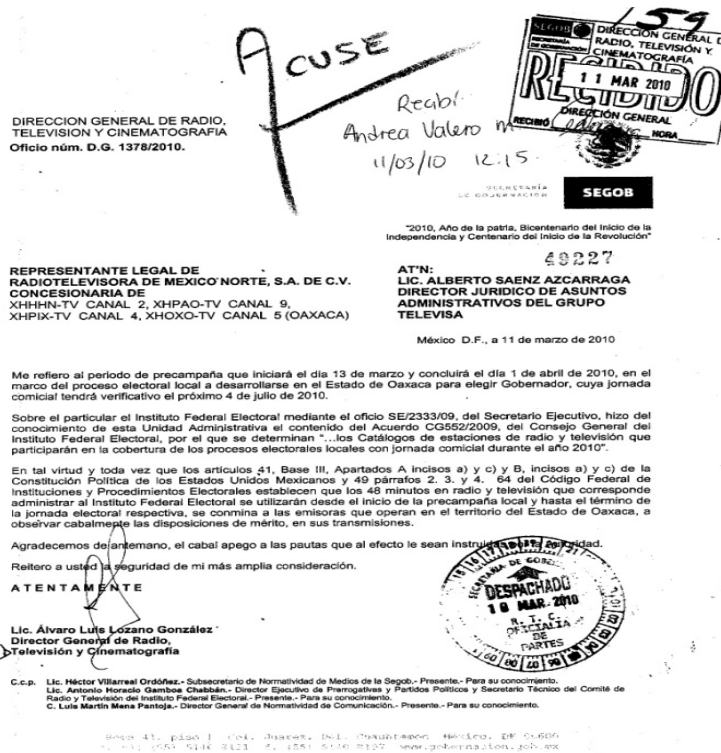 159
ACUSE
SEGOB
SECRETARÍA
DE GOBERNACIÓN
DIRECCIÓN GENERAL D
RADIO, TELEVISIÓN Y
CINEMATOGRAFÍA
RECIBIDO
11 MAR 2010
DIRECCIÓN GENERAL
RECIBIÓ
HORA
Recibí
Andrea Valero M
11/03/10 12:15
DIRECCION GENERAL DE RADIO,
TELEVISION Y CINEMATOGRAFIA
Oficio núm. D.G. 1378/2010.
SECRETARÍA
DE GOBERNACIÓN
SEGOB
"2010, Año de la patria, Bicentenario del Inicio de la
Independencia y Centenario del Inicio de la Revolución"
49227
REPRESENTANTE LEGAL DE
RADIOTELEVISORA DE MEXICO NORTE, S.A. DE C.V.
CONCESIONARIA DE
XHHHN-TV CANAL 2, XHPAO-TV CANAL 9,
XHPIX-TV CANAL 4, XHOXO-TV CANAL 5 (OAXACA)
AT'N:
LIC. ALBERTO SAENZ AZCARRAGA
DIRECTOR JURIDICO DE ASUNTOS
ADMINISTRATIVOS DEL GRUPO
TELEVISA
México D.F., a 11 de marzo de 2010
Me refiero al periodo de precampaña que iniciará el día 13 de marzo y concluirá el día 1 de abril de 2010, en el
marco del proceso electoral local a desarrollarse en el Estado de Oaxaca para elegir Gobernador, cuya jornada
comicial tendrá verificativo el próximo 4 de julio de 2010.
Sobre el particular el Instituto Federal Electoral mediante el oficio SE/2333/09, del Secretario Ejecutivo, hizo del
conocimiento de esta Unidad Administrativa el contenido del Acuerdo CG552/2009, del Consejo General del
Instituto Federal Electoral, por el que se determinan "...los Catálogos de estaciones de radio y televisión que
participarán en la cobertura de los procesos electorales locales con jornada comicial durante el año 2010".
En tal virtud y toda vez que los artículos 41, Base III, Apartados A incisos a) y c) y B, incisos a) y c) de la
Constitución Política de los Estados Unidos Mexicanos y 49 párrafos 2. 3. y 4. 64 del Código Federal de
Instituciones y Procedimientos Electorales establecen que los 48 minutos en radio y televisión que corresponde
administrar al Instituto Federal Electoral se utilizarán desde el inicio de la precampaña local y hasta el término de
la jornada electoral respectiva, se conmina a las emisoras que operan en el territorio del Estado de Oaxaca, a
observar cabalmente las disposiciones de mérito, en sus transmisiones.
Agradecemos de antemano, el cabal apego a las pautas que al efecto le sean
Reitero a usted la seguridad de mi más amplia consideración.
ATENTAMENTE
Lic. Álvaro Luis Lozano González
Director General de Radio,
Televisión y Cinematografía
SECRETARÍA DE GOBE
DESPACHADO
MAR 2010
R. T. C.
OFICIALIA
DE
PARTES
C.c.p. Lic. Héctor Villarreal Ordóñez.- Subsecretario de Normatividad de Medios de la Segob.- Presente.- Para su conocimiento.
Lic. Antonio Horacio Gamboa Chabbán.- Director Ejecutivo de Prerrogativas y Partidos Políticos y Secretario Técnico del Comité de
Radio y Televisión del Instituto Federal Electoral.- Presente.- Para su conocimiento.
C. Luis Martín Mena Pantoja.- Director General de Normatividad de Comunicación.- Presente.- Para su conocimiento.
41, piso 1 Col. Juarez, Del. Cuauhtemoc, México, DF
www.gobernacion.gob.mx